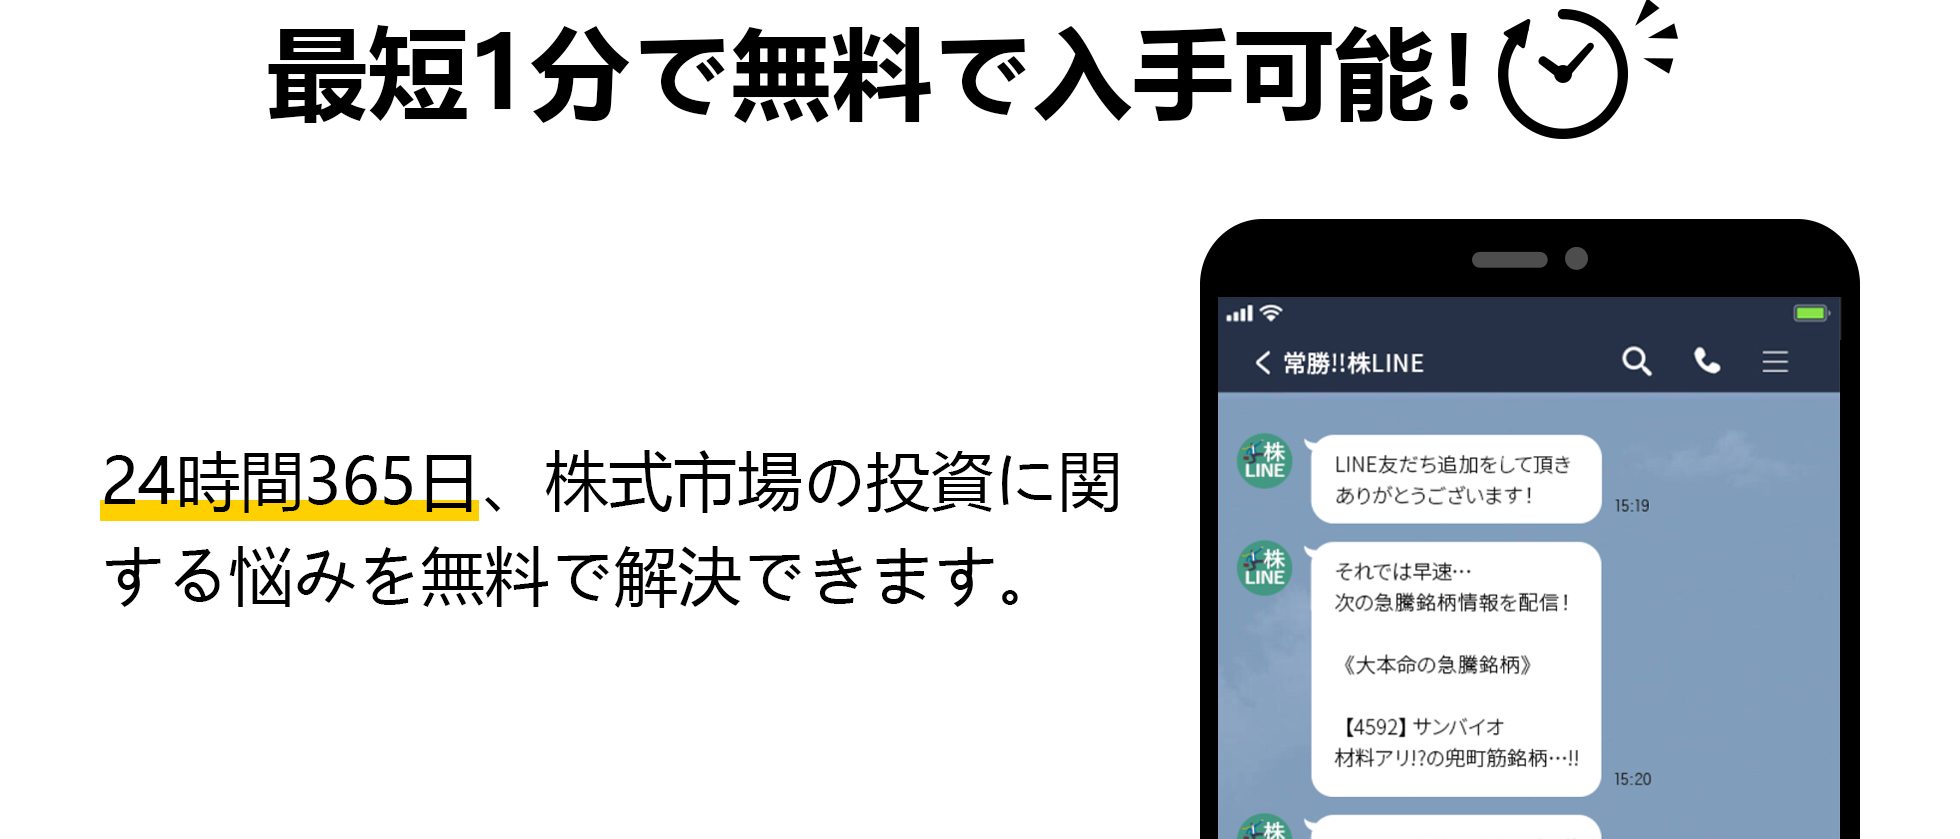 最短1分で無料で入手可能！
24時間365日、株式市場の投資に関
する悩みを無料で解決できます。
常勝!!株LINE
株
LINE
LINE友だち追加をして頂き
ありがとうございます！
15:19
株
LINE
それでは早速…
次の急騰銘柄情報を配信！
《大本命の急騰銘柄》
【4592】サンバイオ
材料アリ!?の兜町筋銘柄…!!
15:20
株